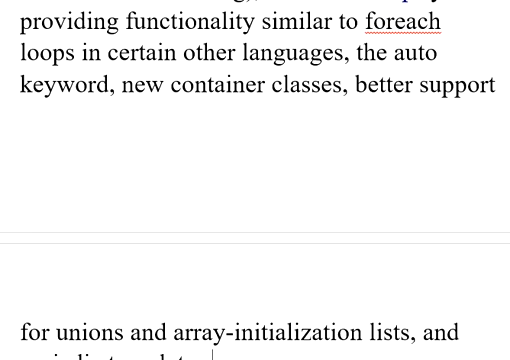 providing functionality similar to foreach
loops in certain other languages, the auto
keyword, new container classes, better support
for unions and array-initialization lists, and